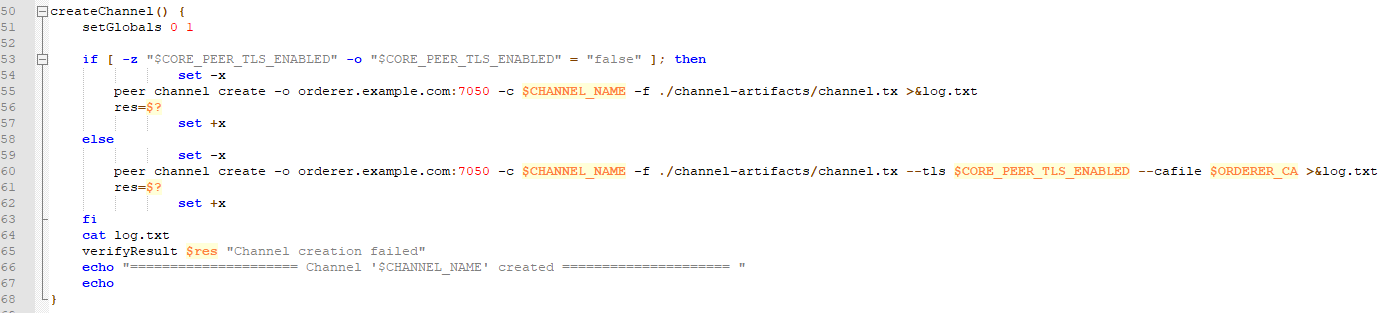 50 createChannel() {
51 setGlobals 0 1
52
53 if [ -z "$CORE_PEER_TLS_ENABLED" -o "$CORE_PEER_TLS_ENABLED" = "false" ]; then
54 set -x
55 peer channel create -o orderer.example.com:7050 -c $CHANNEL_NAME -f ./channel-artifacts/channel.tx >&log.txt
56 res=$?
57 set +x
58 else
59 set -x
60 peer channel create -o orderer.example.com:7050 -c $CHANNEL_NAME -f ./channel-artifacts/channel.tx --tls $CORE_PEER_TLS_ENABLED --cafile $ORDERER_CA >&log.txt
61 res=$?
62 set +x
63 fi
64 cat log.txt
65 verifyResult $res "Channel creation failed"
66 echo "===================== Channel '$CHANNEL_NAME' created ===================== "
67 echo
68 }